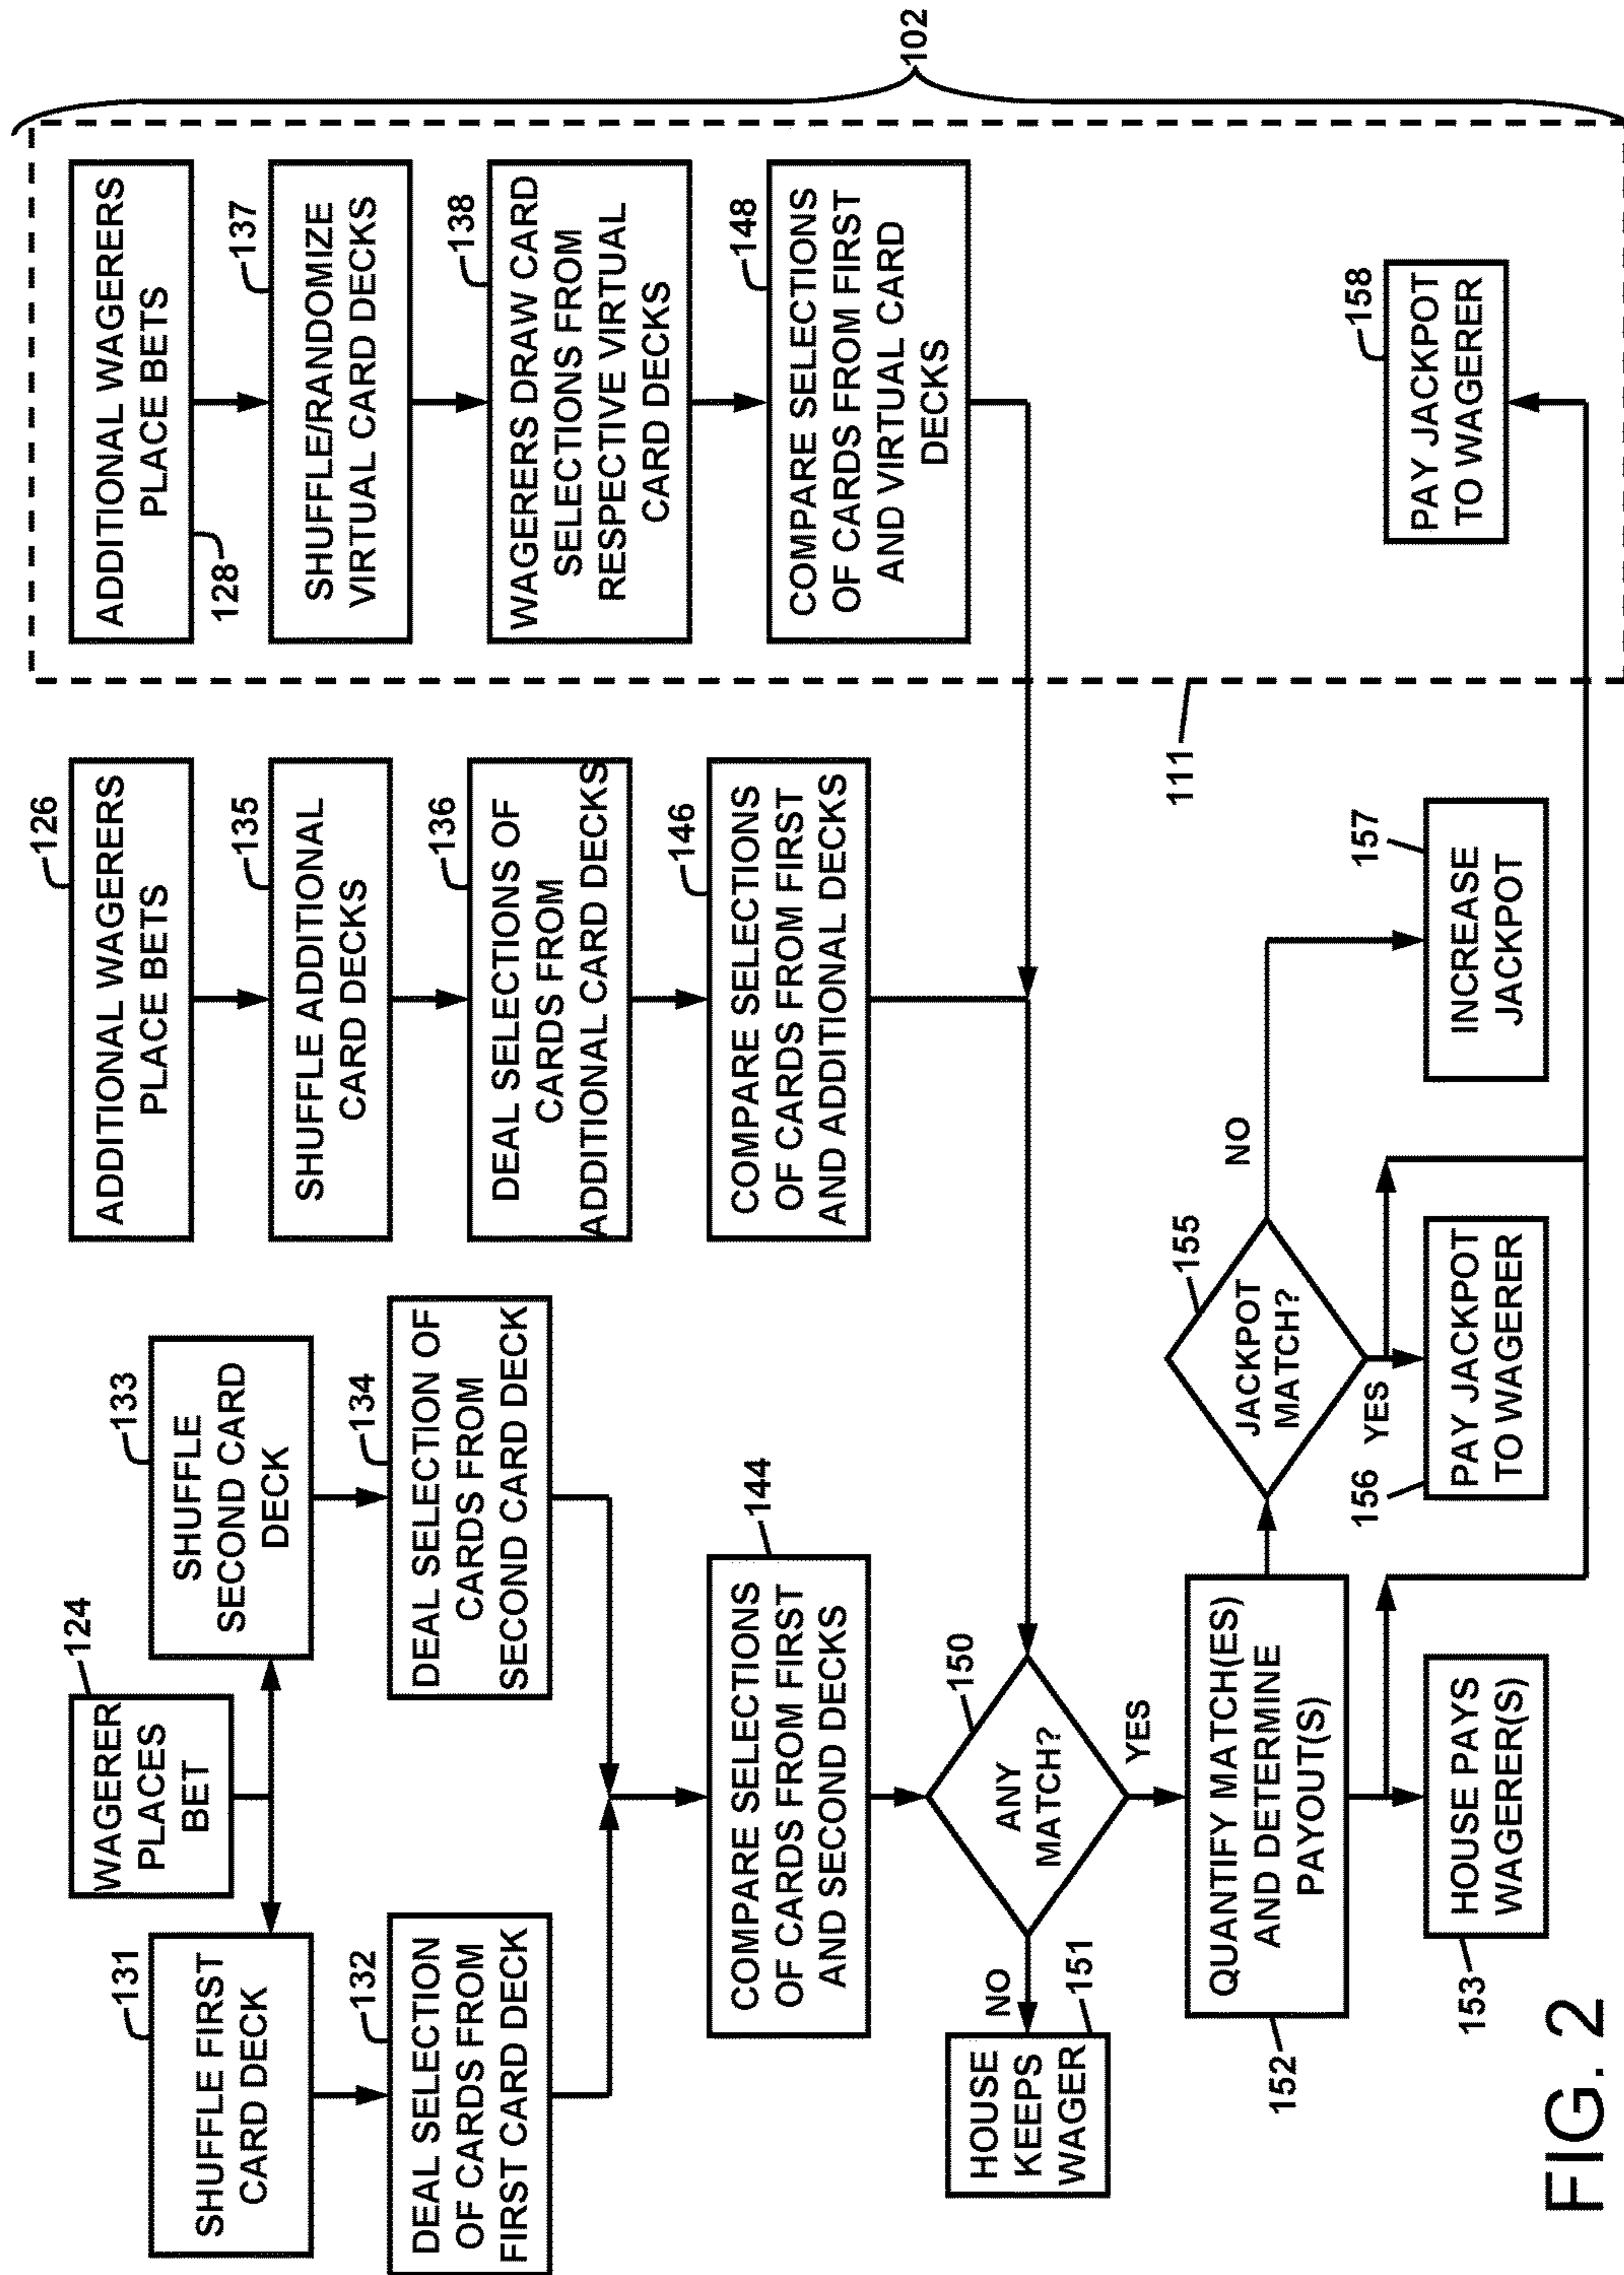 124
WAGERER
PLACES
BET
131
SHUFFLE FIRST
CARD DECK
133
SHUFFLE
SECOND CARD
DECK
132
DEAL SELECTION
OF CARDS FROM
FIRST CARD DECK
134
DEAL SELECTION OF
CARDS FROM
SECOND CARD DECK
144
COMPARE SELECTIONS
OF CARDS FROM FIRST
AND SECOND DECKS
126
ADDITIONAL WAGERERS
PLACE BETS
135
SHUFFLE ADDITIONAL
CARD DECKS
136
DEAL SELECTIONS OF
CARDS FROM
ADDITIONAL CARD DECKS
146
COMPARE SELECTIONS
OF CARDS FROM FIRST
AND ADDITIONAL DECKS
ADDITIONAL WAGERERS
PLACE BETS
128
137
SHUFFLE/RANDOMIZE
VIRTUAL CARD DECKS
138
WAGERERS DRAW CARD
SELECTIONS FROM
RESPECTIVE VIRTUAL
CARD DECKS
148
COMPARE SELECTIONS
OF CARDS FROM FIRST
AND VIRTUAL CARD
DECKS
102
111
150
ANY
MATCH?
NO
YES
HOUSE
KEEPS
WAGER
151
QUANTIFY MATCH(ES)
AND DETERMINE
PAYOUT(S)
152
153
HOUSE PAYS
WAGERER(S)
155
JACKPOT
MATCH?
NO
YES
156
PAY JACKPOT
TO WAGERER
157
INCREASE
JACKPOT
158
PAY JACKPOT
TO WAGERER
FIG. 2